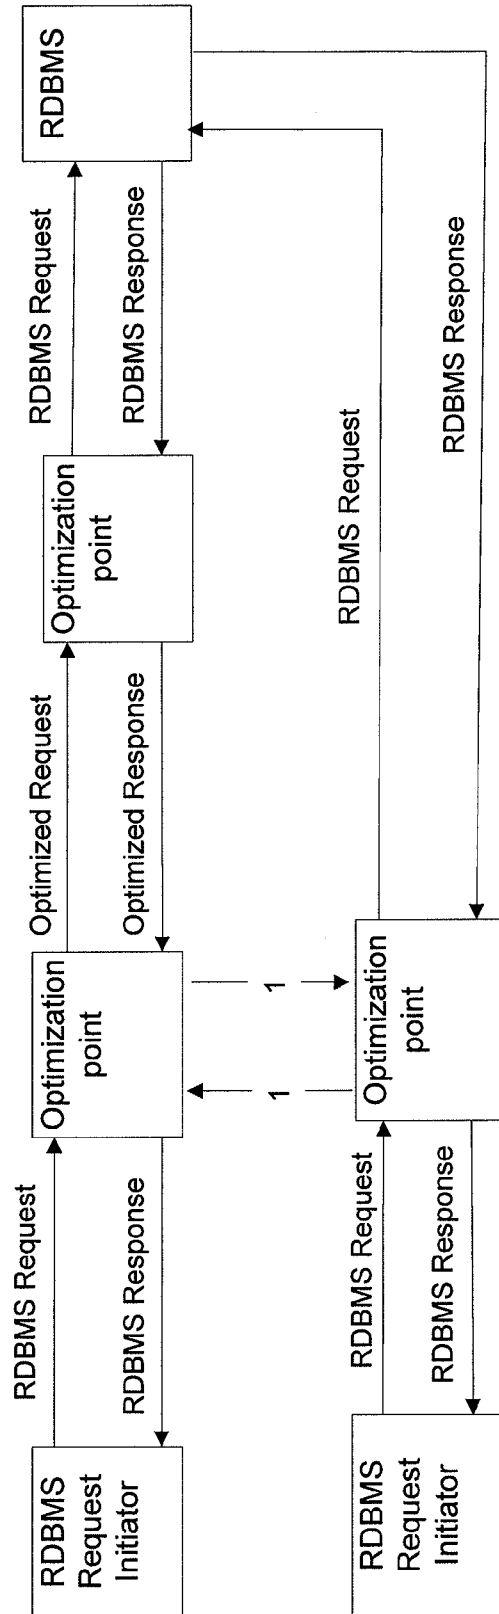 RDBMS
Request
Initiator
RDBMS Request
RDBMS Response
Optimization
point
Optimized Request
Optimized Response
Optimization
point
RDBMS Request
RDBMS Response
RDBMS
1
1
RDBMS
Request
Initiator
RDBMS Request
RDBMS Response
Optimization
point
RDBMS Request
RDBMS Response